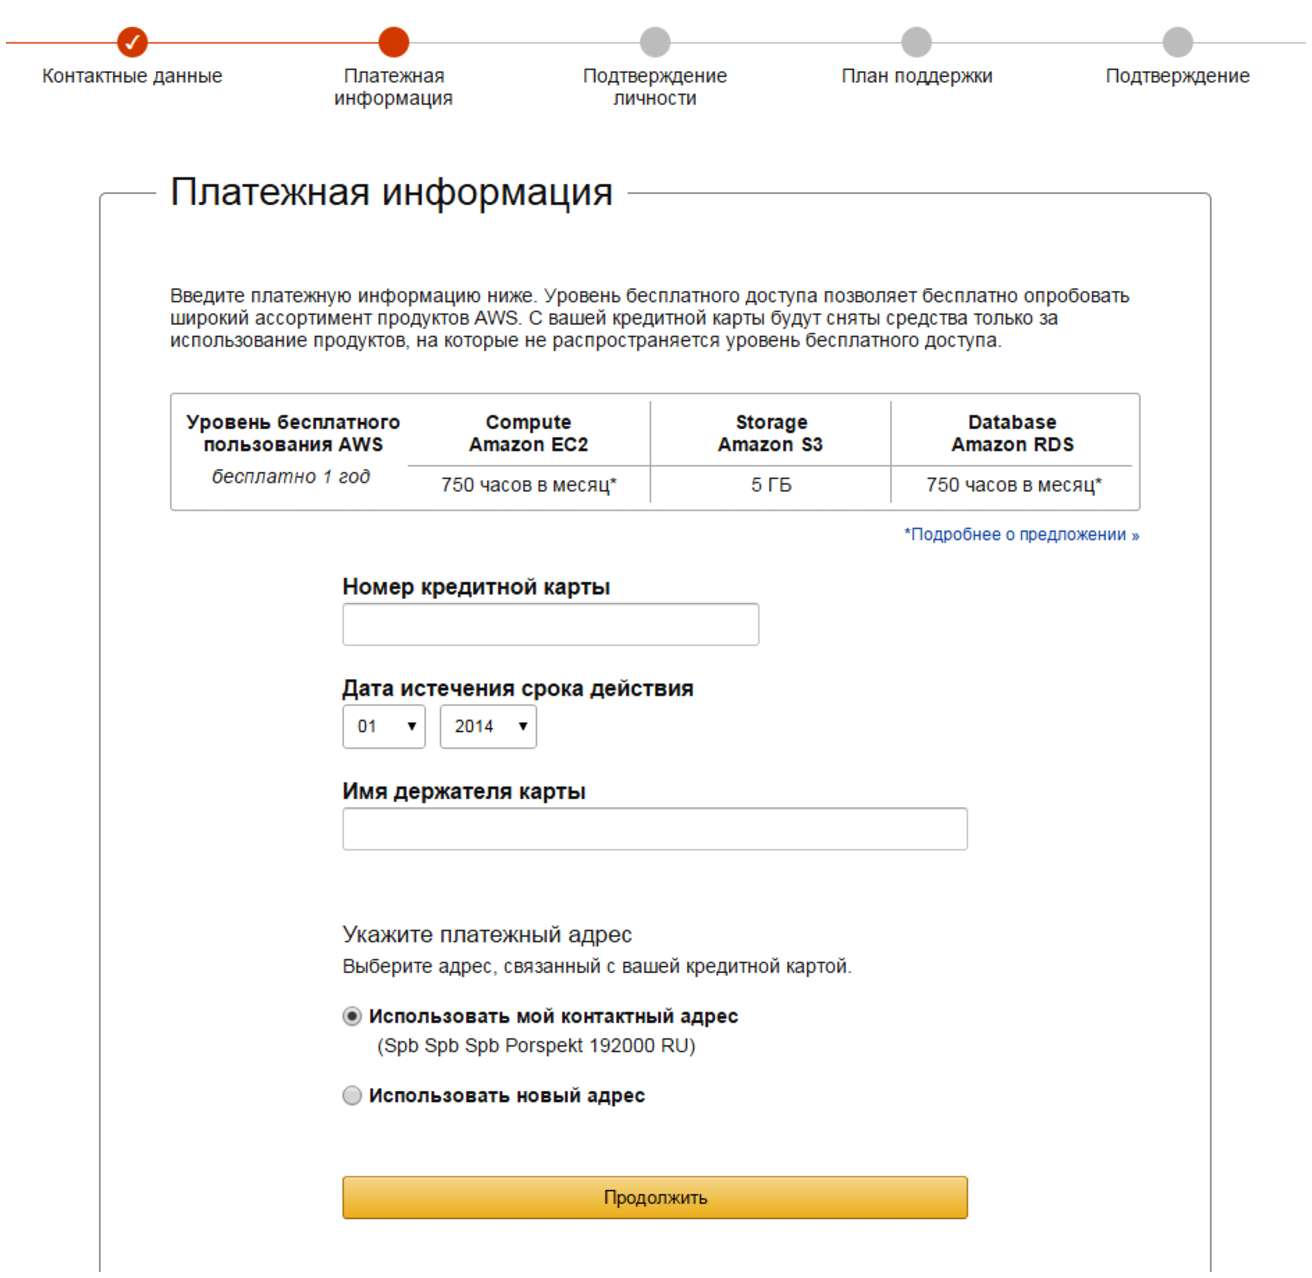 Контактные данные
Платежная
информация
Подтверждение
личности
План поддержки
Подтверждение
Платежная информация
Введите платежную информацию ниже. Уровень бесплатного доступа позволяет бесплатно опробовать
широкий ассортимент продуктов AWS. С вашей кредитной карты будут сняты средства только за
использование продуктов, на которые не распространяется уровень бесплатного доступа.
Уровень бесплатного
пользования AWS
бесплатно 1 год
Compute
Amazon EC2
750 часов в месяц*
Storage
Amazon S3
5 ГБ
Database
Amazon RDS
750 часов в месяц*
*Подробнее о предложении »
Номер кредитной карты
Дата истечения срока действия
01 2014
Имя держателя карты
Укажите платежный адрес
Выберите адрес, связанный с вашей кредитной картой.
Использовать мой контактный адрес
(Spb Spb Spb Porspekt 192000 RU)
Использовать новый адрес
Продолжить